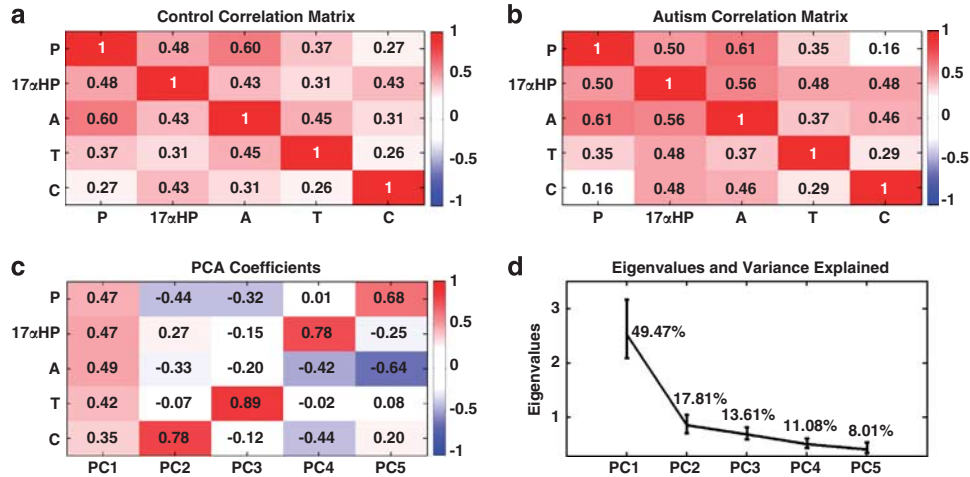 a
Control Correlation Matrix
P 1 0.48 0.60 0.37 0.27
17αHP 0.48 1 0.43 0.31 0.43
A 0.60 0.43 1 0.45 0.31
T 0.37 0.31 0.45 1 0.26
C 0.27 0.43 0.31 0.26 1
P 17αHP A T C
1
0.5
0
-0.5
-1
b
Autism Correlation Matrix
P 1 0.50 0.61 0.35 0.16
17αHP 0.50 1 0.56 0.48 0.48
A 0.61 0.56 1 0.37 0.46
T 0.35 0.48 0.37 1 0.29
C 0.16 0.48 0.46 0.29 1
P 17αHP A T C
1
0.5
0
-0.5
-1
c
PCA Coefficients
P 0.47 -0.44 -0.32 0.01 0.68
17αHP 0.47 0.27 -0.15 0.78 -0.25
A 0.49 -0.33 -0.20 -0.42 -0.64
T 0.42 -0.07 0.89 -0.02 0.08
C 0.35 0.78 -0.12 -0.44 0.20
PC1 PC2 PC3 PC4 PC5
1
0.5
0
-0.5
-1
d
Eigenvalues and Variance Explained
Eigenvalues
3
2
1
49.47%
17.81%
13.61%
11.08%
8.01%
PC1 PC2 PC3 PC4 PC5